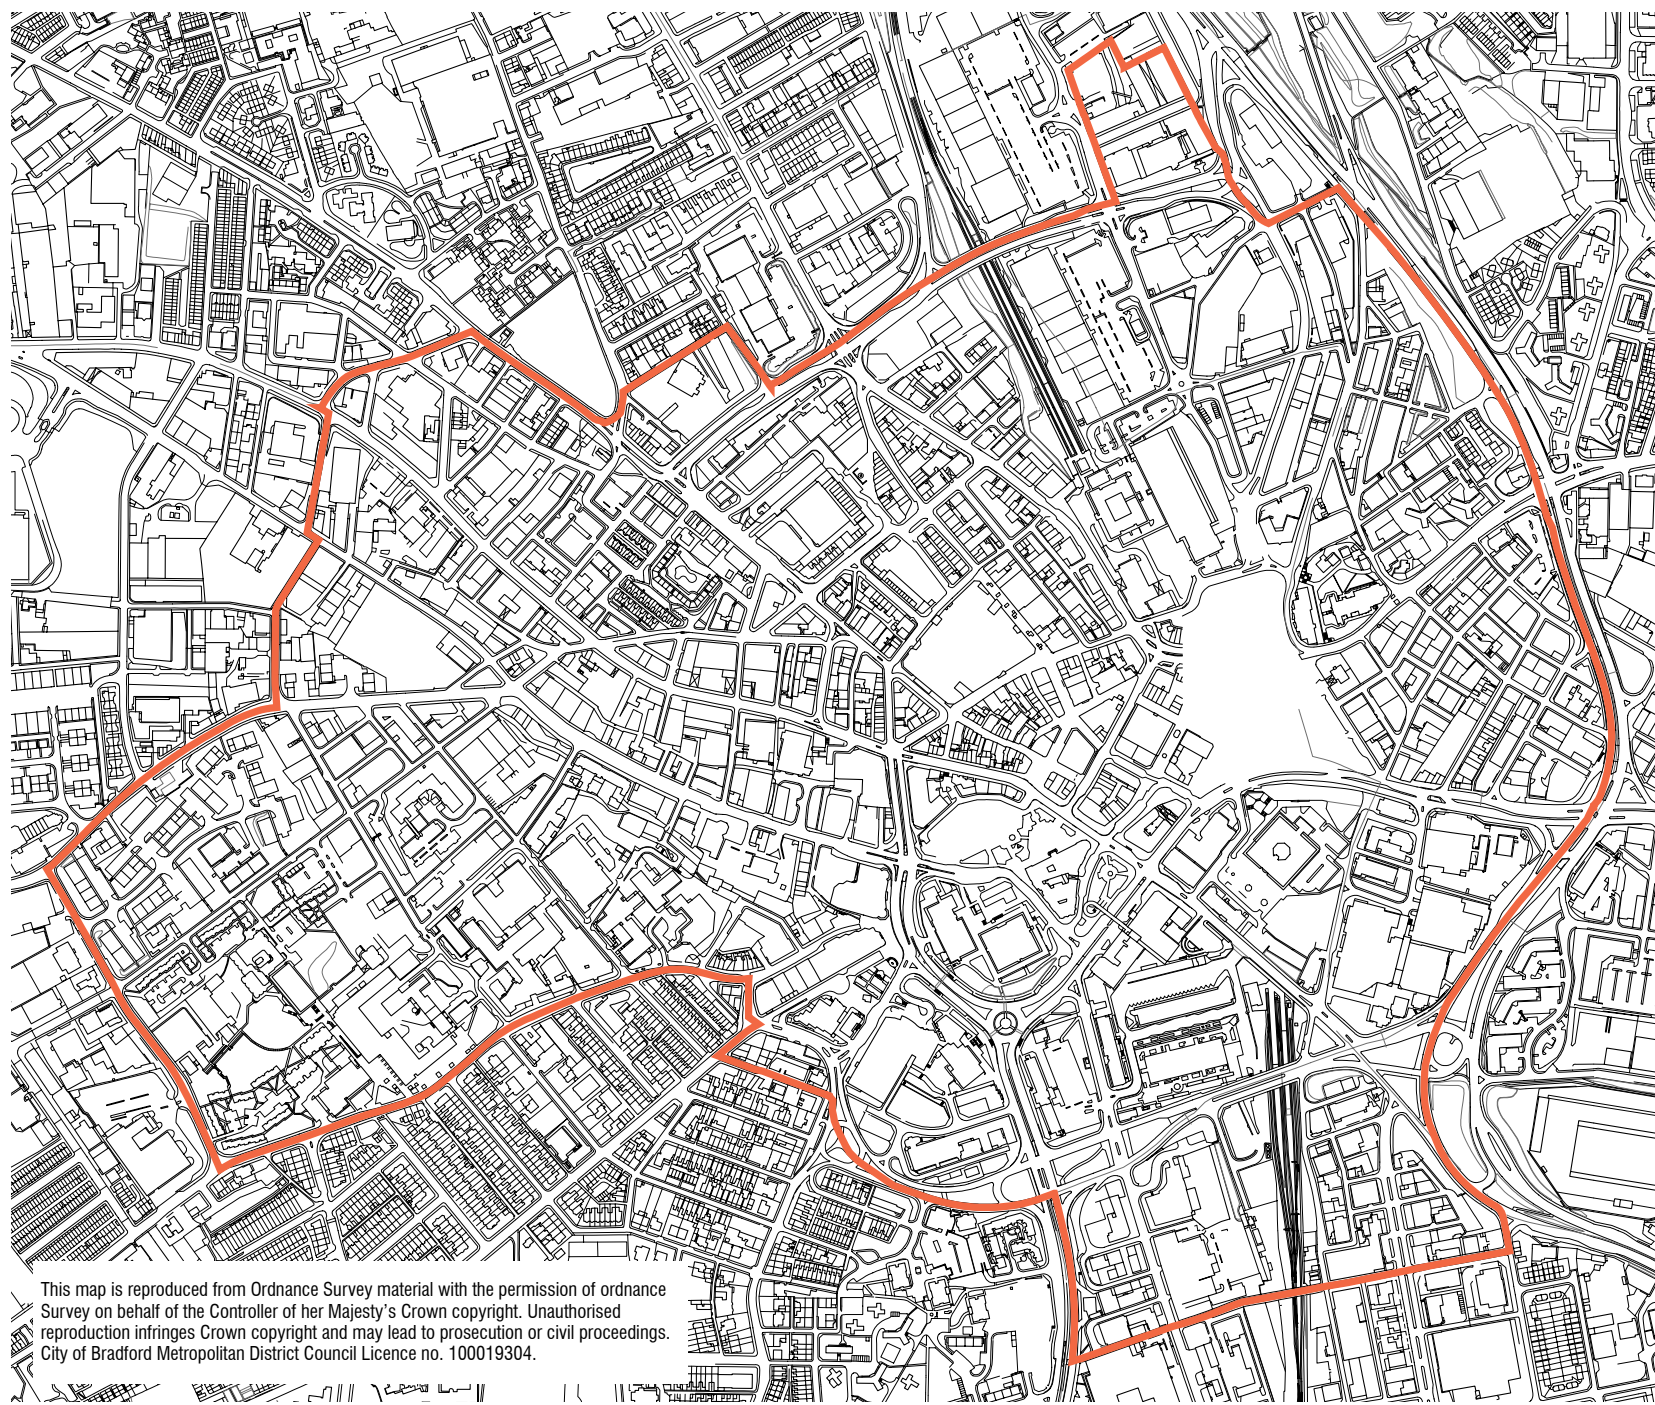 This map is reproduced from Ordnance Survey material with the permission of ordnance
Survey on behalf of the Controller of her Majesty's Crown copyright. Unauthorised
reproduction infringes Crown copyright and may lead to prosecution or civil proceedings.
City of Bradford Metropolitan District Council Licence no. 100019304.